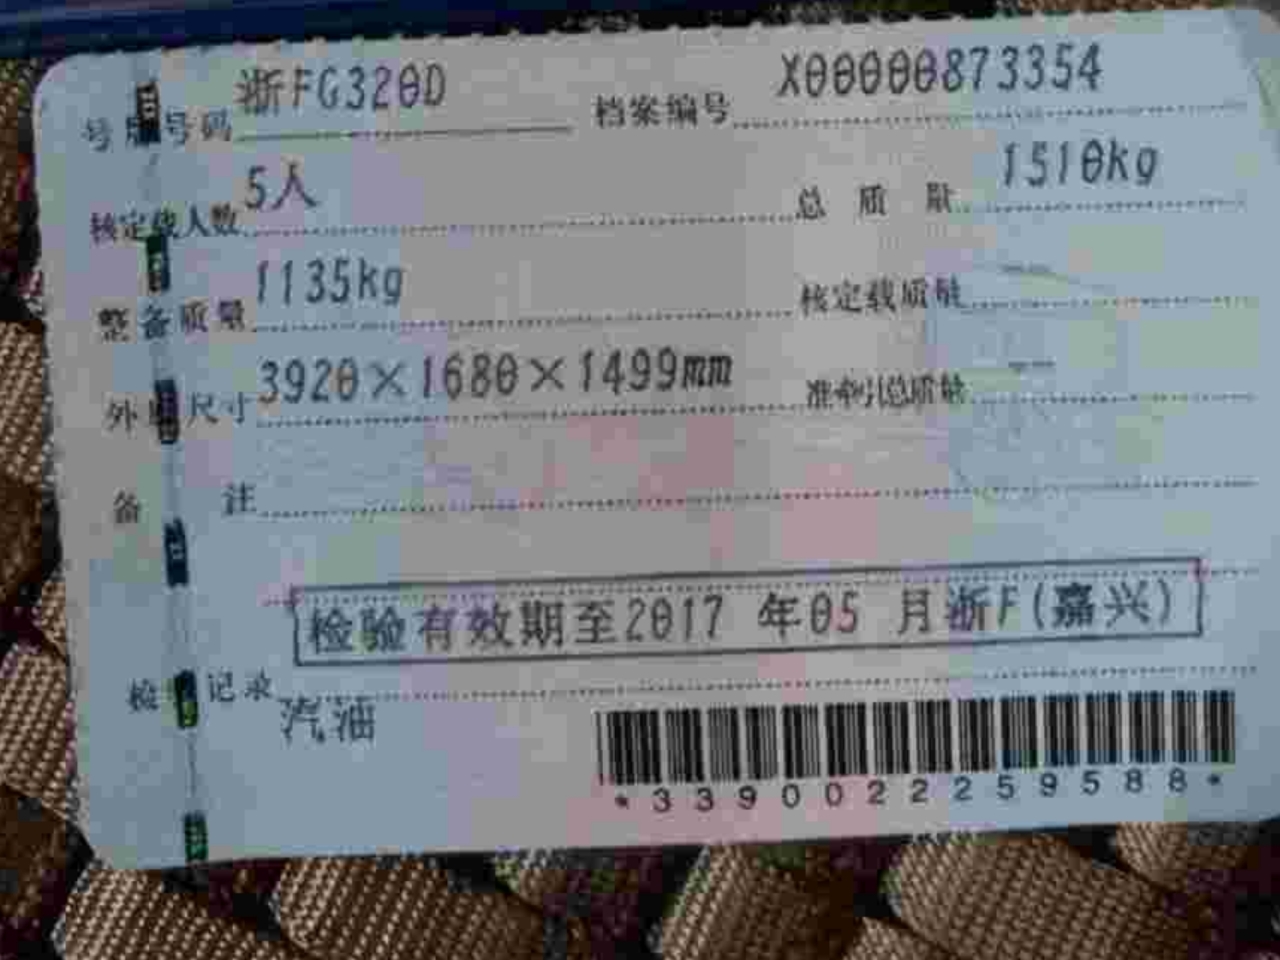 号牌号码 浙FG320D 档案编号 X00000873354
核定载人数 5人 总质量 1510kg
整备质量 1135kg 核定载质量 --
外廓尺寸 3920×1680×1499mm 准牵引总质量 --
备注
检验有效期至2017 年05 月浙F(嘉兴)
检验记录
汽油
*3390022259588*